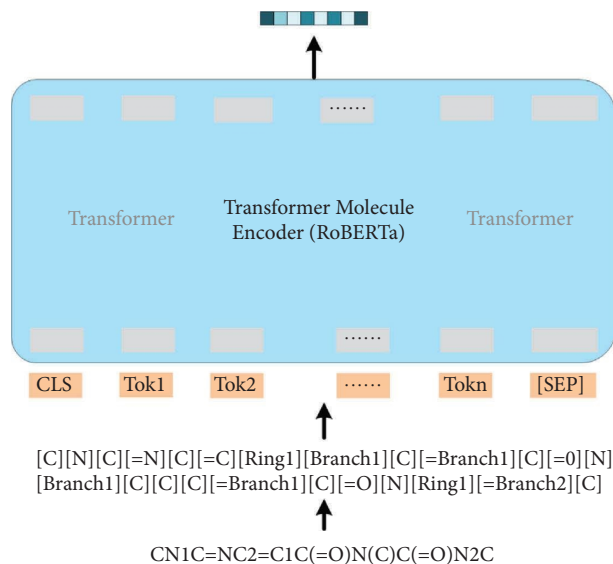 ......
Transformer
Transformer Molecule
Encoder (RoBERTa)
Transformer
......
CLS Tok1 Tok2 ...... Tokn [SEP]
[C][N][C][=N][C][=C][Ring1][Branch1][C][=Branch1][C][=0][N]
[Branch1][C][C][C][=Branch1][C][=O][N][Ring1][=Branch2][C]
CN1C=NC2=C1C(=O)N(C)C(=O)N2C